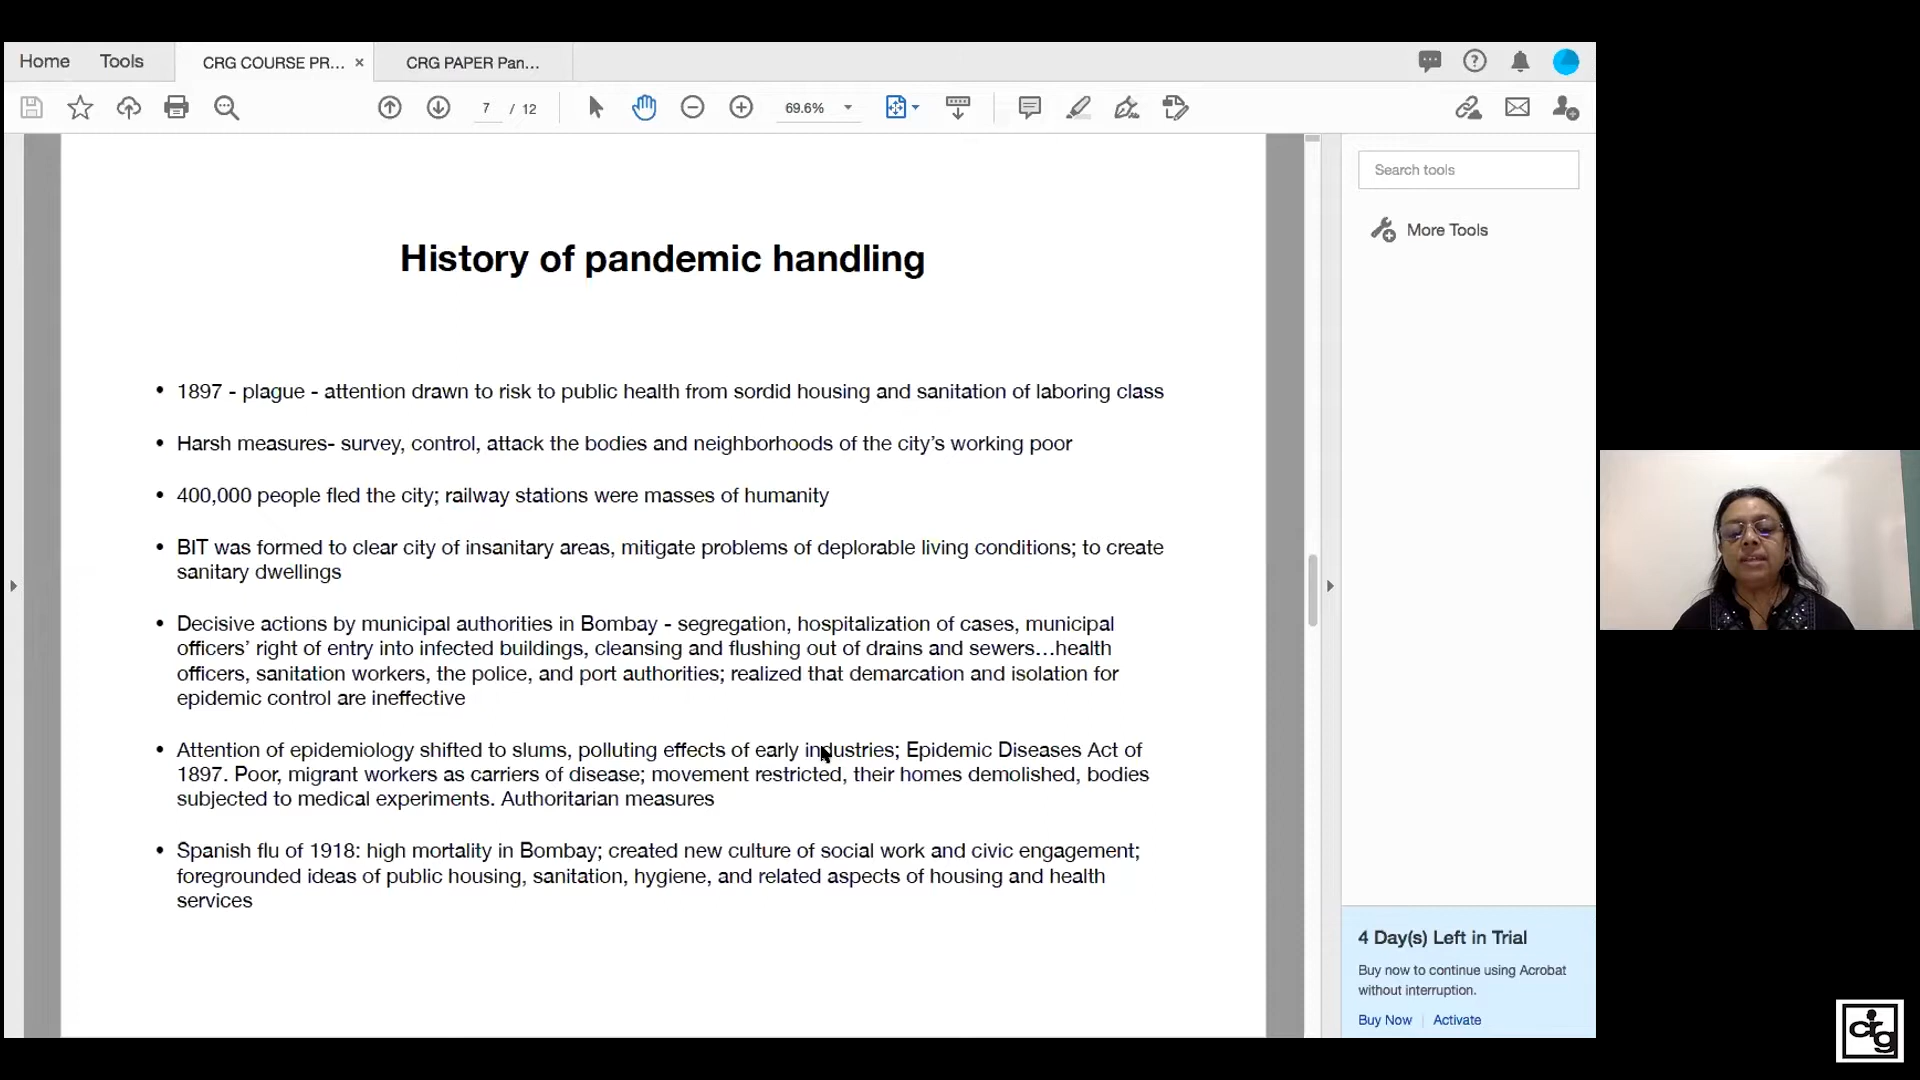 Home
Tools
CRG COURSE PR... ×
CRG PAPER Pan...
7 / 12
69.6%
Search tools
More Tools
History of pandemic handling
• 1897 - plague - attention drawn to risk to public health from sordid housing and sanitation of laboring class
• Harsh measures- survey, control, attack the bodies and neighborhoods of the city's working poor
• 400,000 people fled the city; railway stations were masses of humanity
• BIT was formed to clear city of insanitary areas, mitigate problems of deplorable living conditions; to create
sanitary dwellings
• Decisive actions by municipal authorities in Bombay - segregation, hospitalization of cases, municipal
officers' right of entry into infected buildings, cleansing and flushing out of drains and sewers...health
officers, sanitation workers, the police, and port authorities; realized that demarcation and isolation for
epidemic control are ineffective
• Attention of epidemiology shifted to slums, polluting effects of early industries; Epidemic Diseases Act of
1897. Poor, migrant workers as carriers of disease; movement restricted, their homes demolished, bodies
subjected to medical experiments. Authoritarian measures
• Spanish flu of 1918: high mortality in Bombay; created new culture of social work and civic engagement;
foregrounded ideas of public housing, sanitation, hygiene, and related aspects of housing and health
services
4 Day(s) Left in Trial
Buy now to continue using Acrobat
without interruption.
Buy Now | Activate
crg